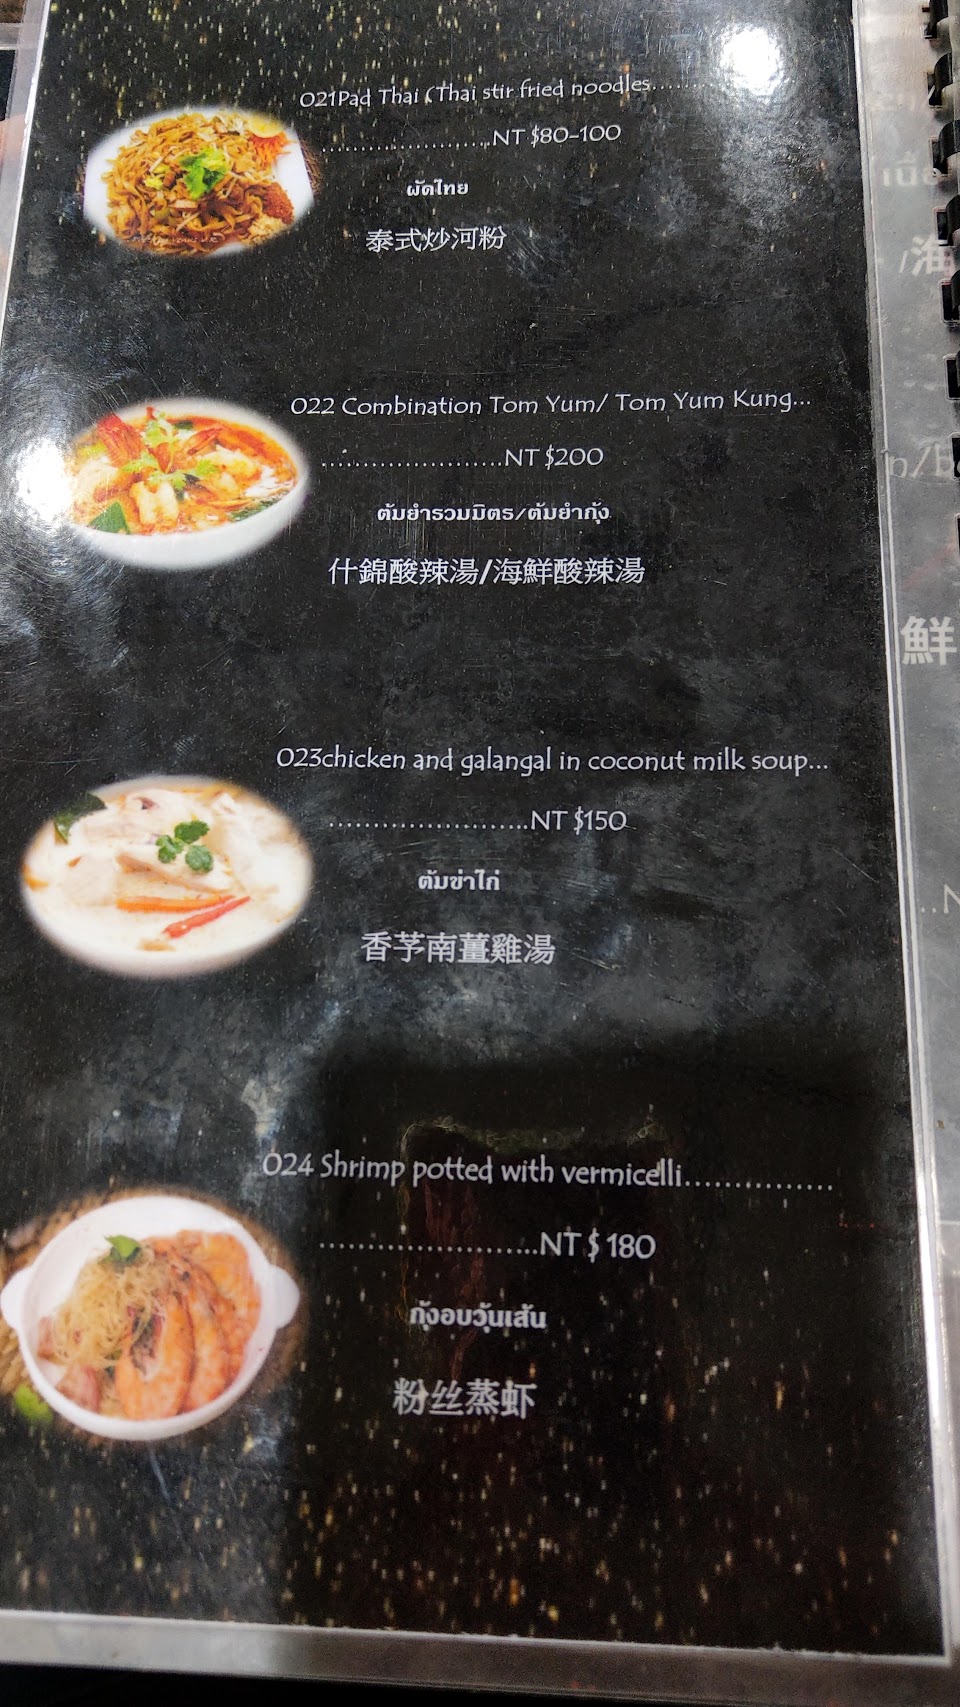 021Pad Thai (Thai stir fried noodles..........
......................NT $80-100
ผัดไทย
泰式炒河粉
022 Combination Tom Yum/ Tom Yum Kung...
......................NT $200
ต้มยำรวมมิตร/ต้มยำกุ้ง
什錦酸辣湯/海鮮酸辣湯
023chicken and galangal in coconut milk soup...
.......................NT $150
ต้มข่าไก่
香芧南薑雞湯
024 Shrimp potted with vermicelli...............
.......................NT $ 180
กุ้งอบวุ้นเส้น
粉丝蒸虾
海
鮮